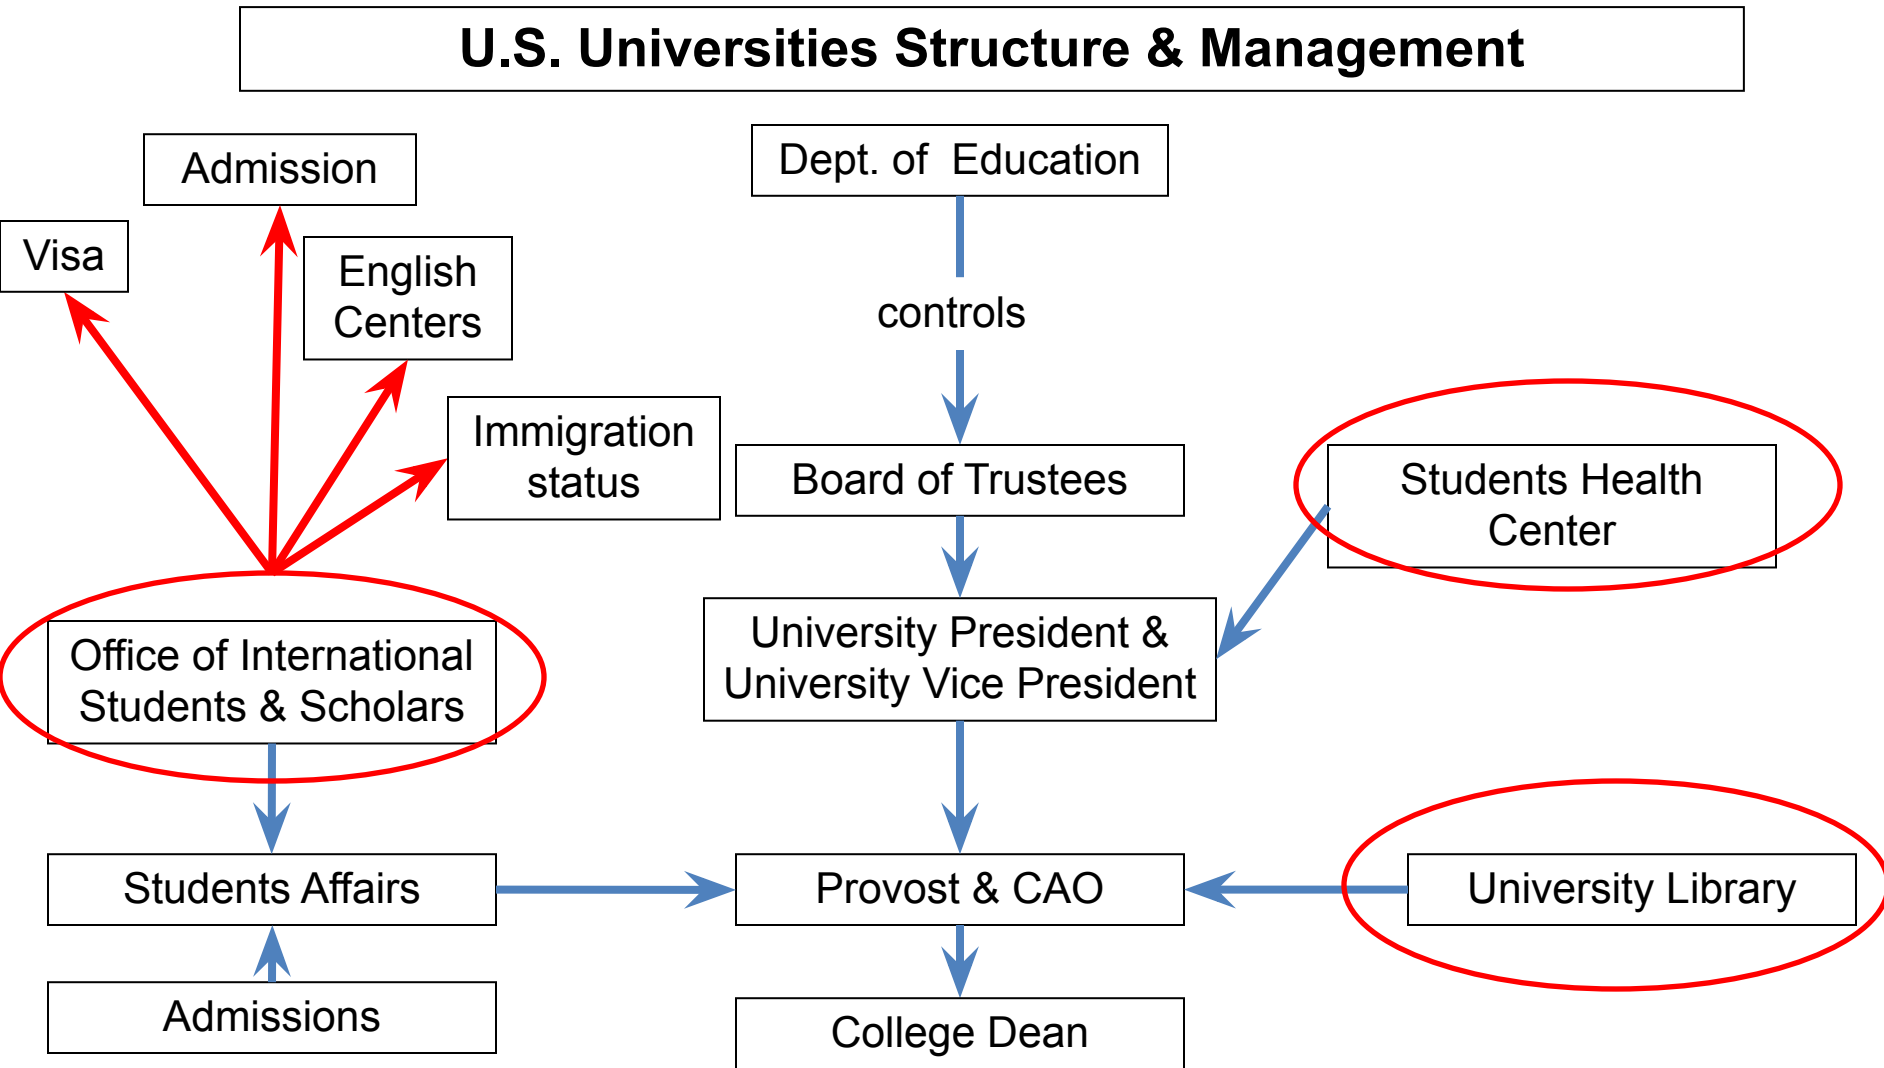 U.S. Universities Structure & Management
Admission
Dept. of  Education
Visa
English
Centers
controls
Immigration
status
Board of Trustees
Students Health
Center
Office of International
Students & Scholars
University President &
University Vice President
Students Affairs
Provost & CAO
University Library
Admissions
College Dean